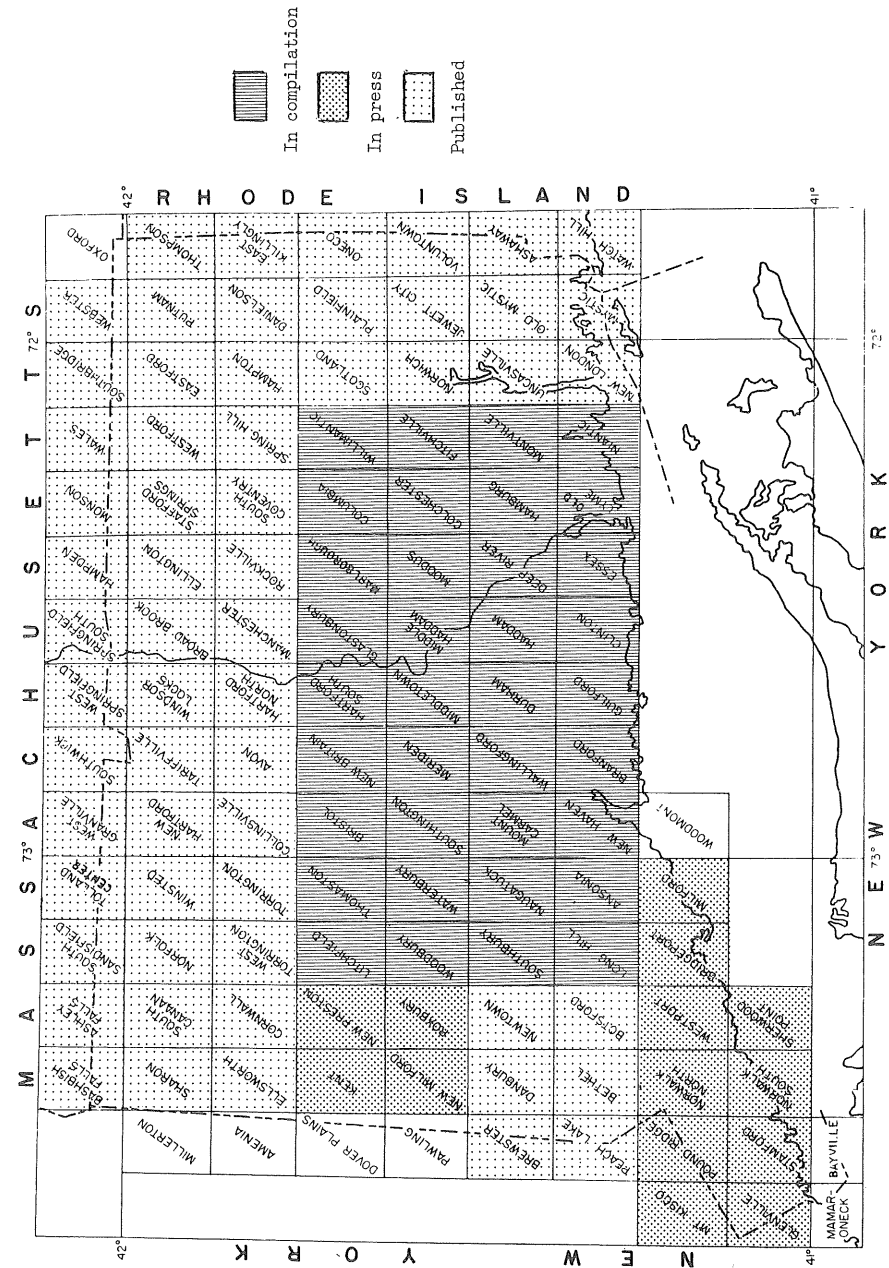 MASSACHUSETTS
42°
73°
72°
42°
BASHBISH
FALLS
ASHLEY
FALLS
SOUTH
SANDISFIELD
TOLLAND
CENTER
WEST
GRANVILLE
SOUTHWICK
WEST
SPRINGFIELD
SPRINGFIELD
SOUTH
HAMPDEN
MONSON
WALES
SOUTHBRIDGE
WEBSTER
OXFORD
MILLERTON
SHARON
SOUTH
CANAAN
NORFOLK
WINSTED
NEW
HARTFORD
TARIFFVILLE
WINDSOR
LOCKS
BROAD BROOK
ELLINGTON
STAFFORD
SPRINGS
WESTFORD
EASTFORD
PUTNAM
THOMPSON
AMENIA
ELLSWORTH
CORNWALL
WEST
TORRINGTON
TORRINGTON
COLLINSVILLE
AVON
HARTFORD
NORTH
MANCHESTER
ROCKVILLE
SOUTH
COVENTRY
SPRING HILL
HAMPTON
DANIELSON
EAST
KILLINGLY
DOVER PLAINS
KENT
NEW PRESTON
LITCHFIELD
THOMASTON
BRISTOL
NEW BRITAIN
HARTFORD
SOUTH
GLASTONBURY
MARLBOROUGH
COLUMBIA
WILLIMANTIC
SCOTLAND
PLAINFIELD
ONECO
PAWLING
NEW MILFORD
ROXBURY
WOODBURY
WATERBURY
SOUTHINGTON
MERIDEN
MIDDLETOWN
MIDDLE
HADDAM
MOODUS
COLCHESTER
FITCHVILLE
NORWICH
JEWETT CITY
VOLUNTOWN
BREWSTER
DANBURY
NEWTOWN
SOUTHBURY
NAUGATUCK
MOUNT
CARMEL
WALLINGFORD
DURHAM
HADDAM
DEEP RIVER
HAMBURG
MONTVILLE
UNCASVILLE
OLD MYSTIC
ASHAWAY
PEACH LAKE
BETHEL
BOTSFORD
LONG HILL
ANSONIA
NEW HAVEN
BRANFORD
GUILFORD
CLINTON
ESSEX
OLD
LYME
NIANTIC
NEW
LONDON
MYSTIC
WATCH
HILL
MT KISCO
POUND RIDGE
NORWALK
NORTH
WESTPORT
BRIDGEPORT
MILFORD
WOODMONT
GLENVILLE
STAMFORD
NORWALK
SOUTH
SHERWOOD
POINT
MAMAR-
ONECK
BAYVILLE
41°
73°
72°
41°
NEW YORK
NEW YORK
RHODE ISLAND
In compilation
In press
Published